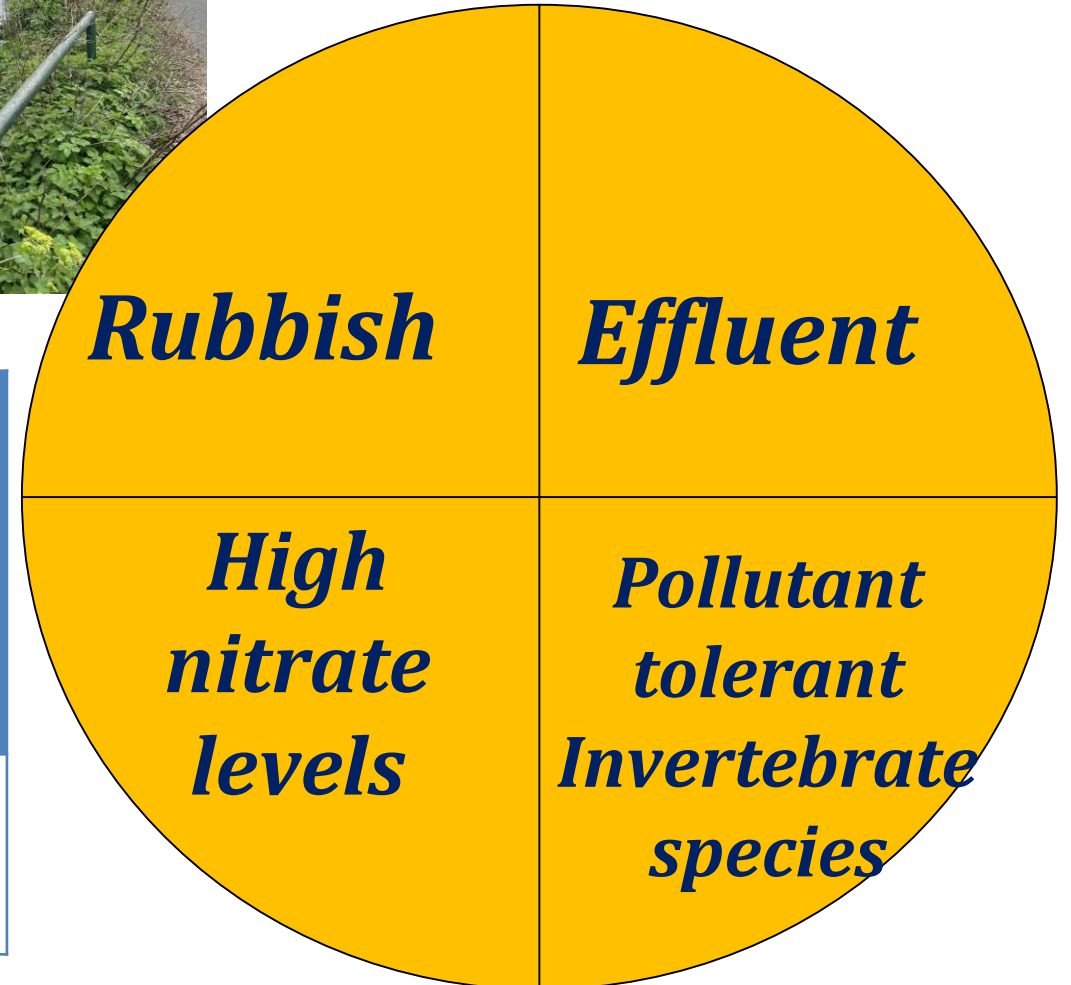 Rubbish
Effluent
High
nitrate
levels
Pollutant
tolerant
Invertebrate
species